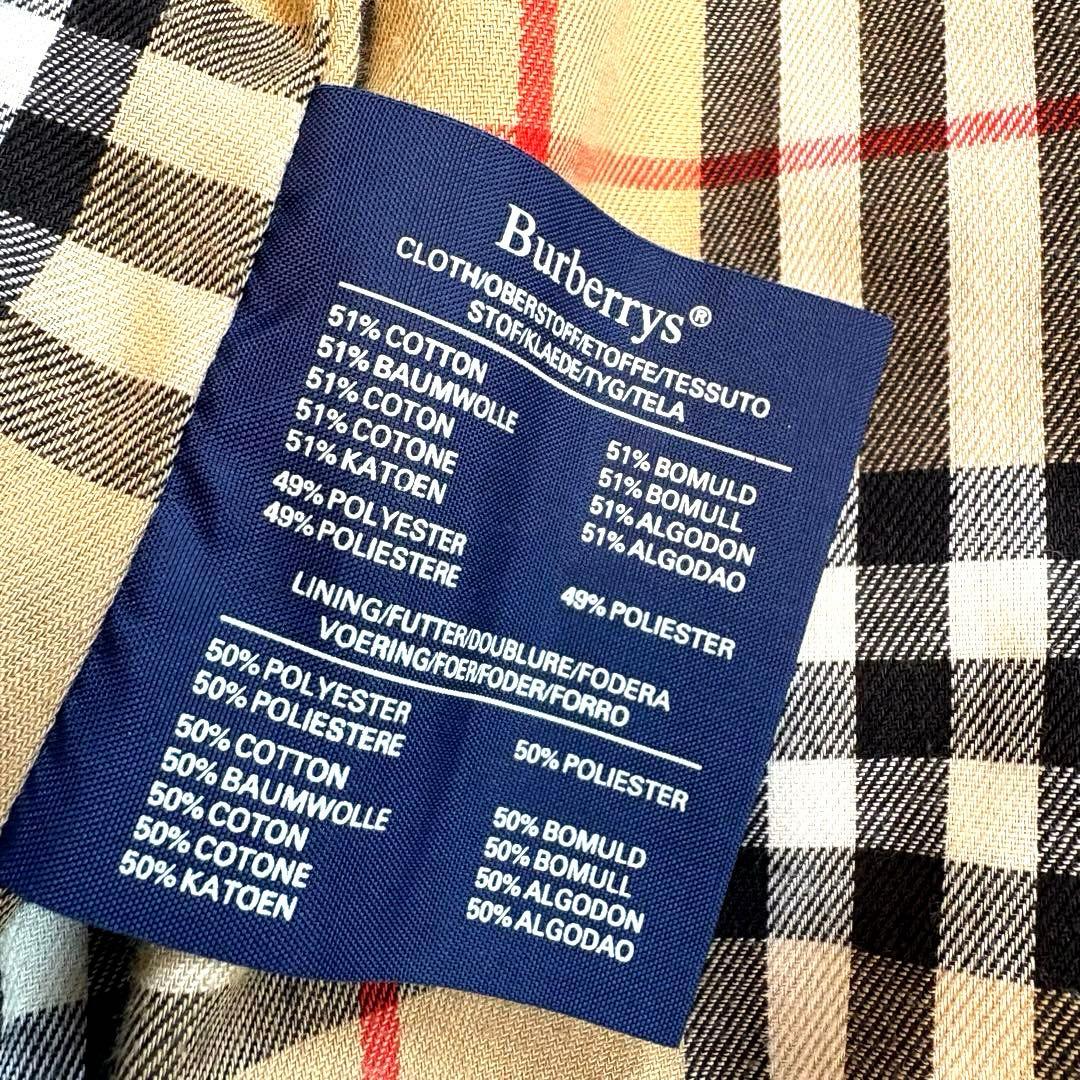 Burberrys®
CLOTH/OBERSTOFF/ETOFFE/TESSUTO
STOF/KLAEDE/TYG/TELA
51% COTTON
51% BAUMWOLLE
51% COTON
51% COTONE
51% KATOEN
49% POLYESTER
49% POLIESTERE
51% BOMULD
51% BOMULL
51% ALGODON
51% ALGODAO
49% POLIESTER
LINING/FUTTER/DOUBLURE/FODERA
VOERING/FOER/FODER/FORRO
50% POLYESTER
50% POLIESTERE
50% COTTON
50% BAUMWOLLE
50% COTON
50% COTONE
50% KATOEN
50% POLIESTER
50% BOMULD
50% BOMULL
50% ALGODON
50% ALGODAO